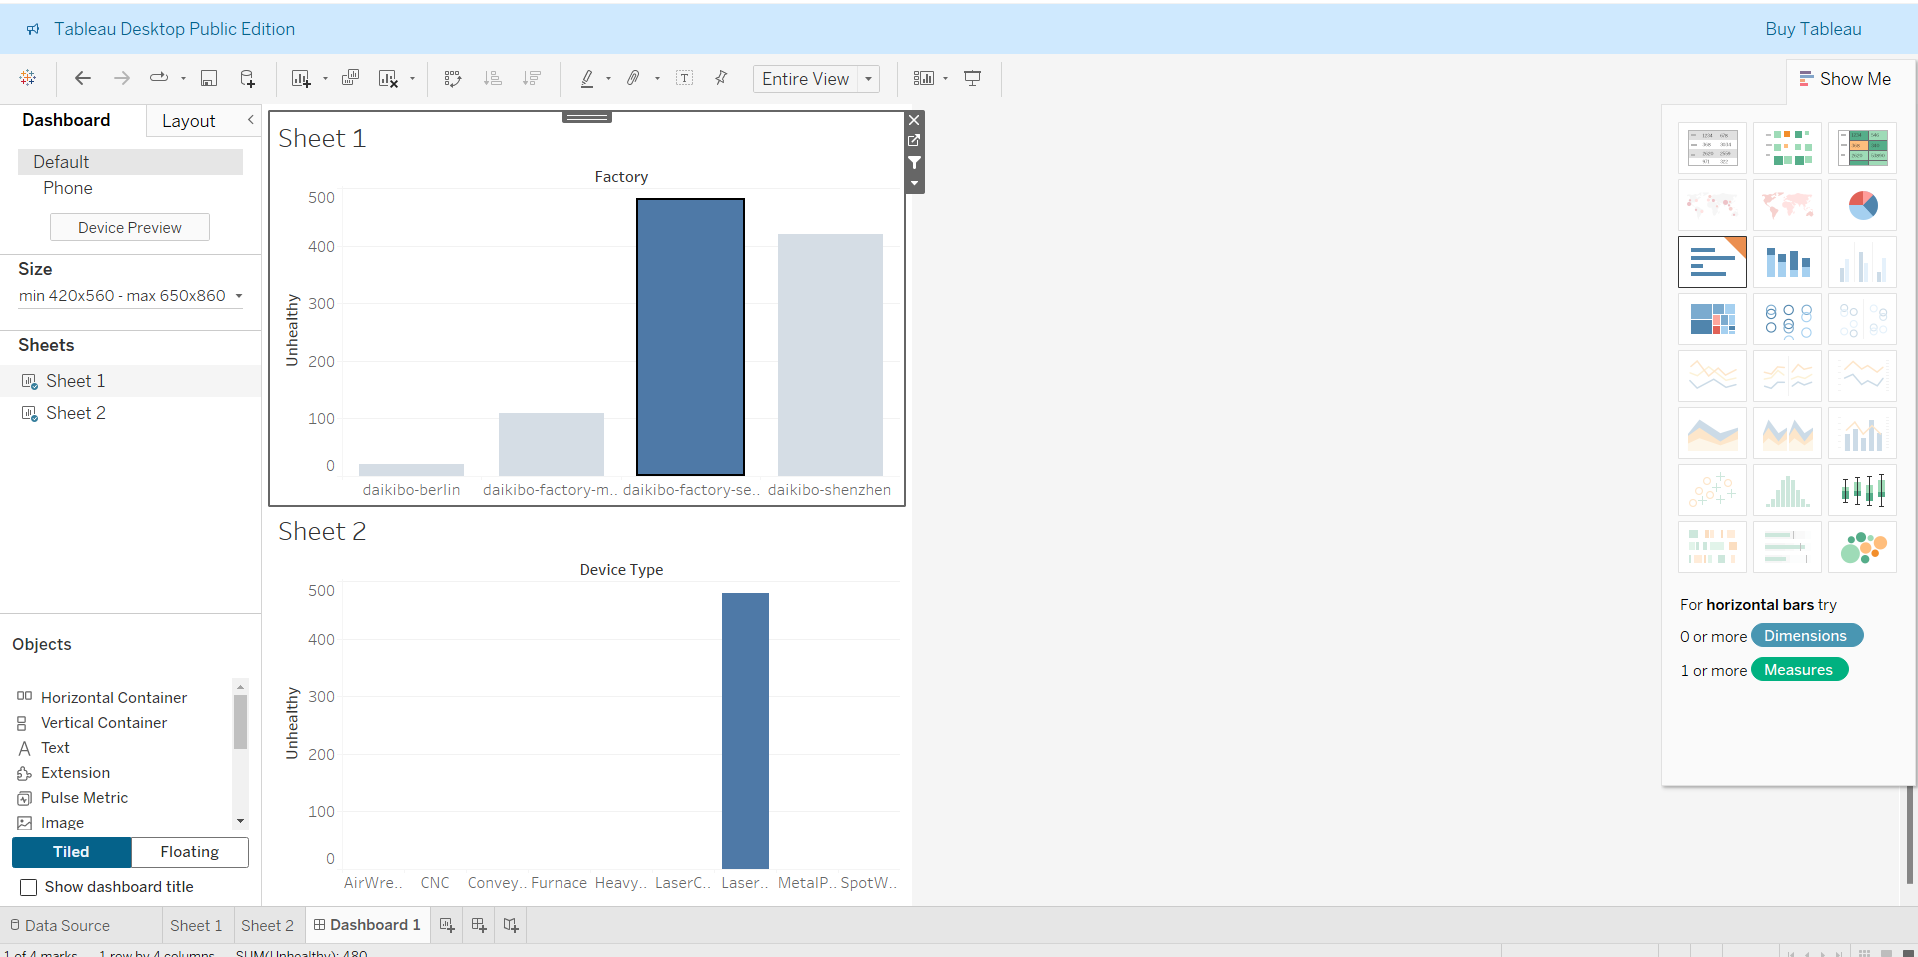 Tableau Desktop Public Edition
Buy Tableau
Entire View
Show Me
Dashboard
Layout
Default
Phone
Device Preview
Size
min 420x560 - max 650x860
Sheets
Sheet 1
Sheet 2
Objects
Horizontal Container
Vertical Container
Text
Extension
Pulse Metric
Image
Tiled
Floating
Show dashboard title
Sheet 1
Factory
Unhealthy
500
400
300
200
100
0
daikibo-berlin
daikibo-factory-m..
daikibo-factory-se..
daikibo-shenzhen
Sheet 2
Device Type
Unhealthy
500
400
300
200
100
0
AirWre..
CNC
Convey..
Furnace
Heavy..
LaserC..
Laser..
MetalP..
SpotW..
For horizontal bars try
0 or more Dimensions
1 or more Measures
Data Source
Sheet 1
Sheet 2
Dashboard 1
1 of 4 marks
1 row by 4 columns
SUM(Unhealthy): 480